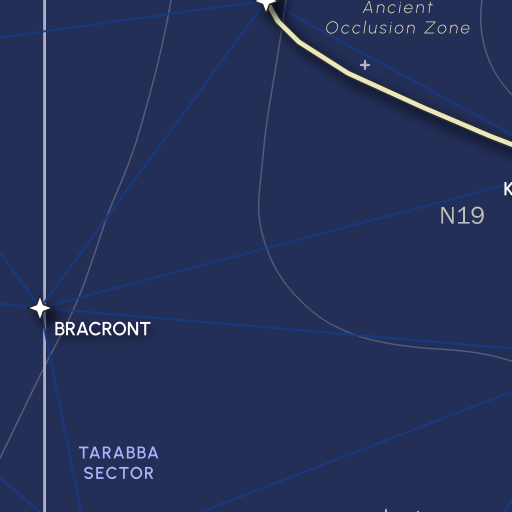 Ancient
Occlusion Zone
K
N19
BRACRONT
TARABBA
SECTOR